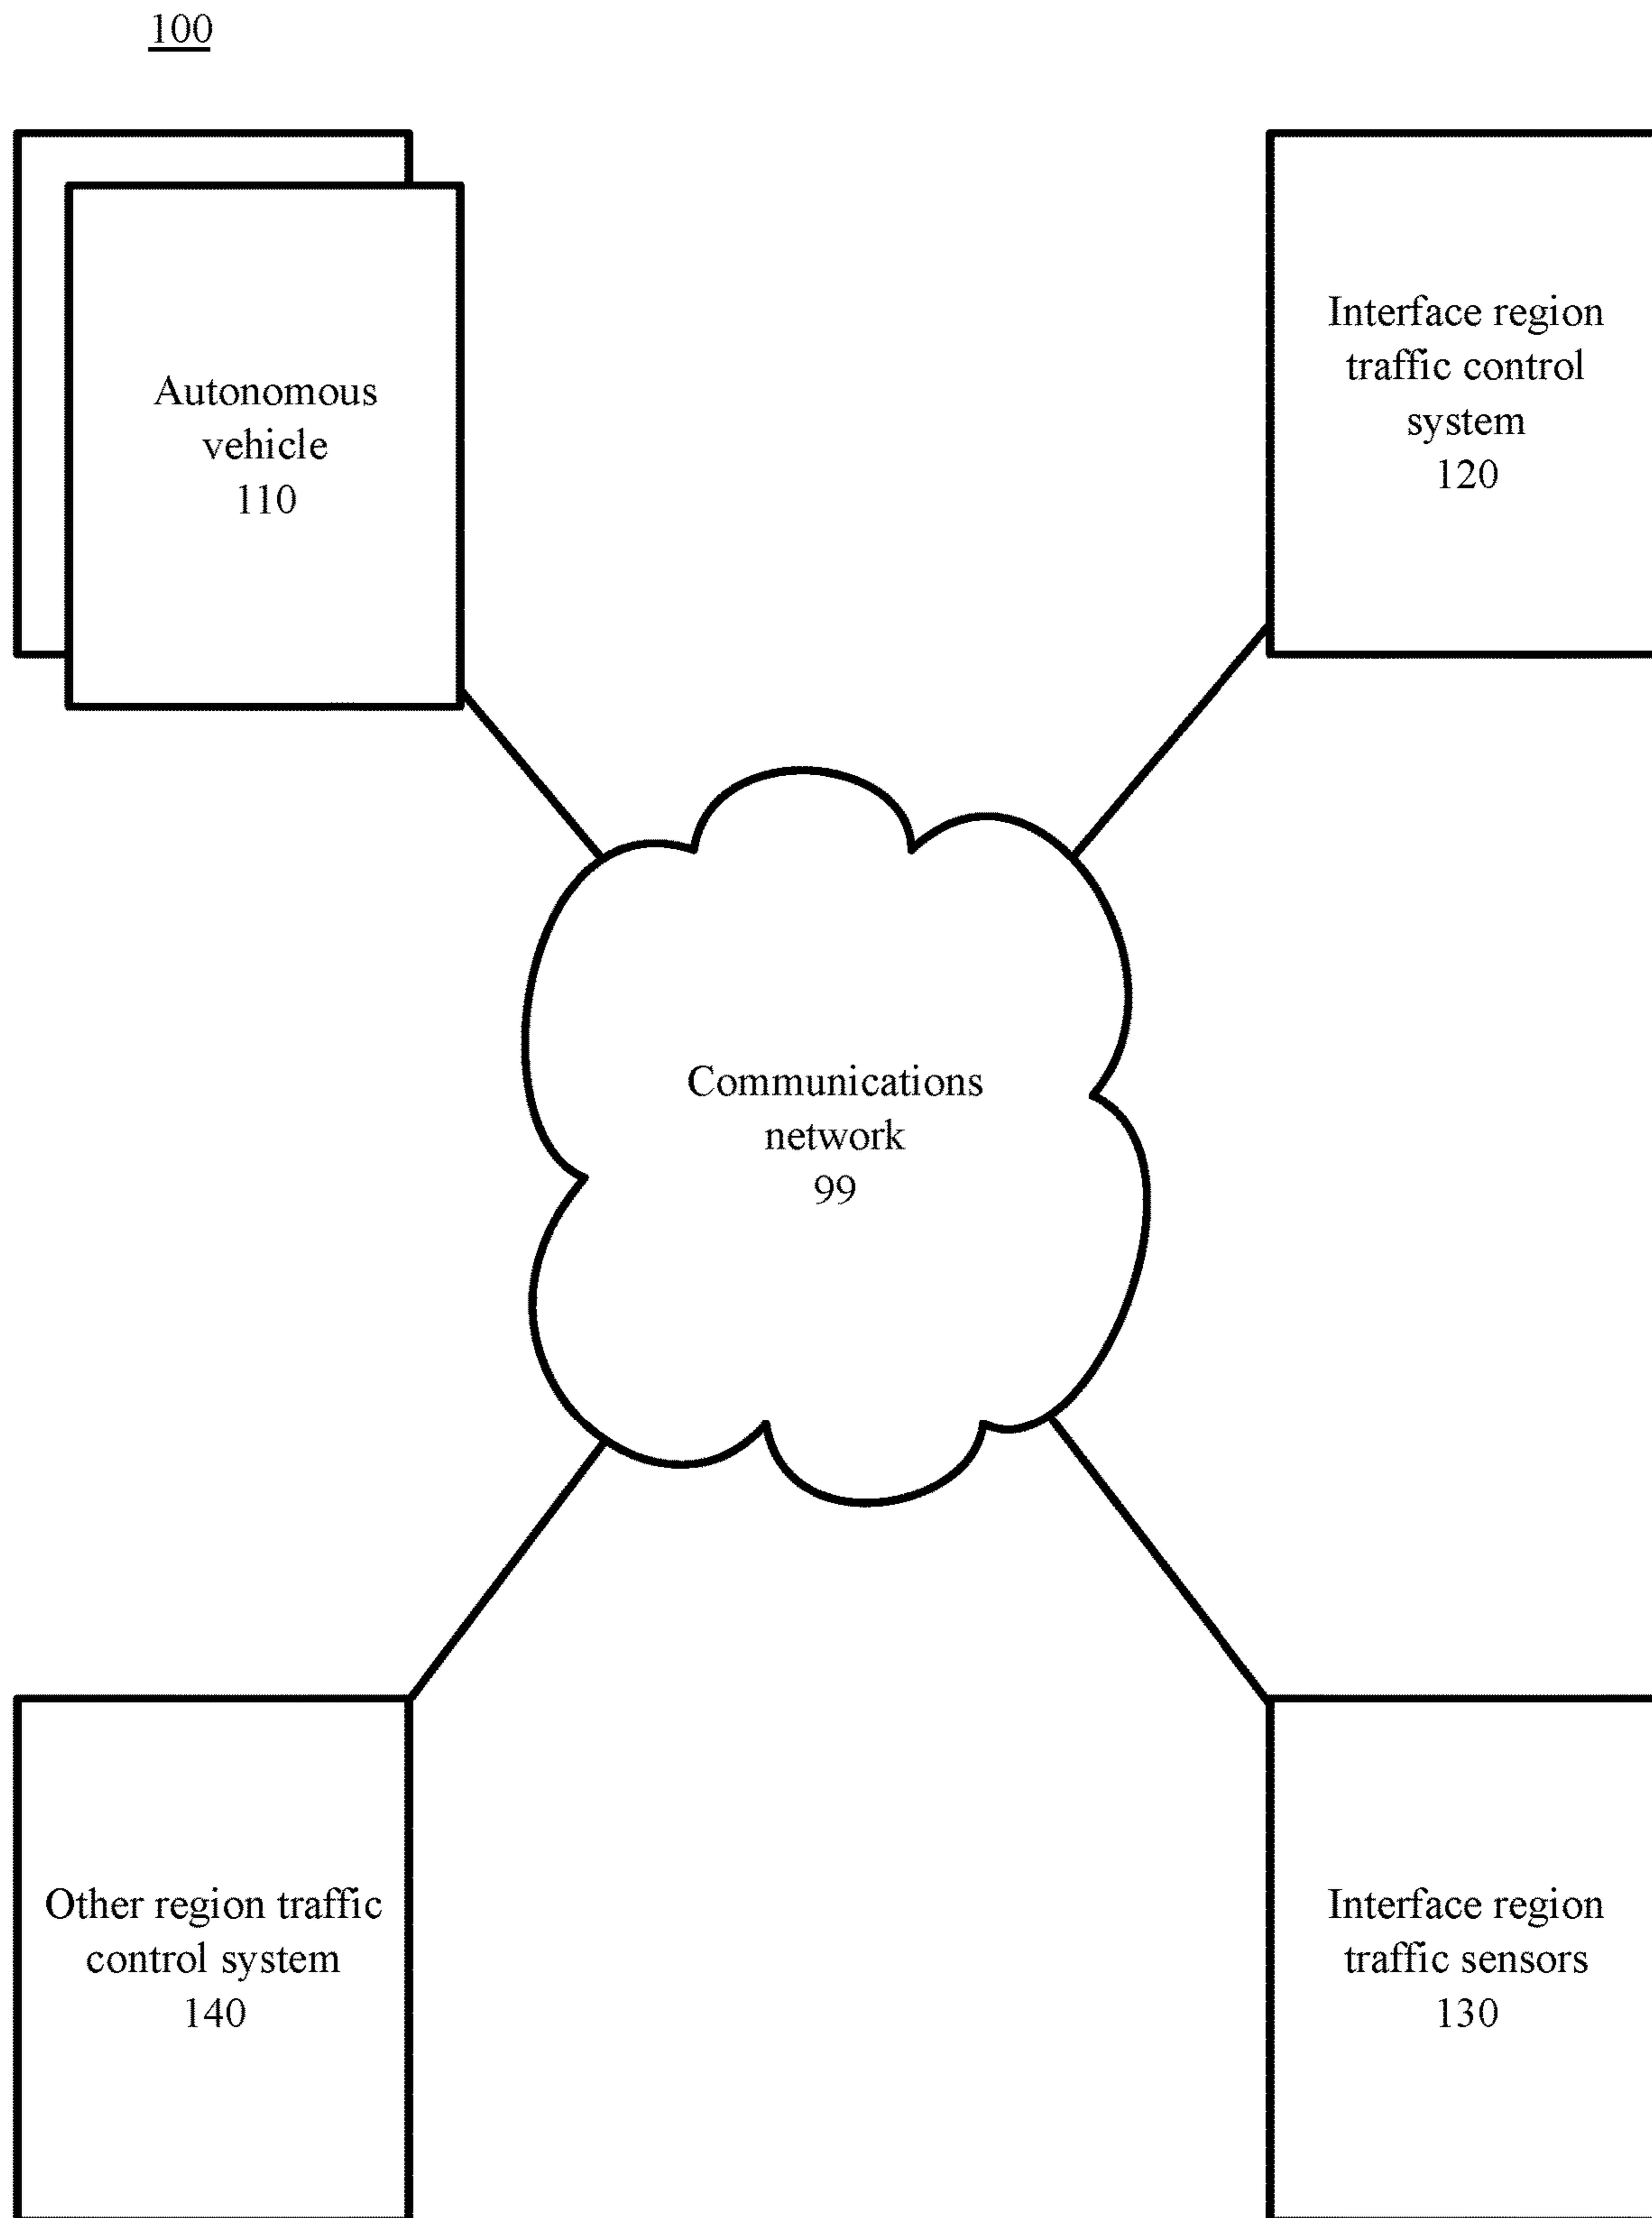 100
Autonomous
vehicle
110
Interface region
traffic control
system
120
Communications
network
99
Other region traffic
control system
140
Interface region
traffic sensors
130